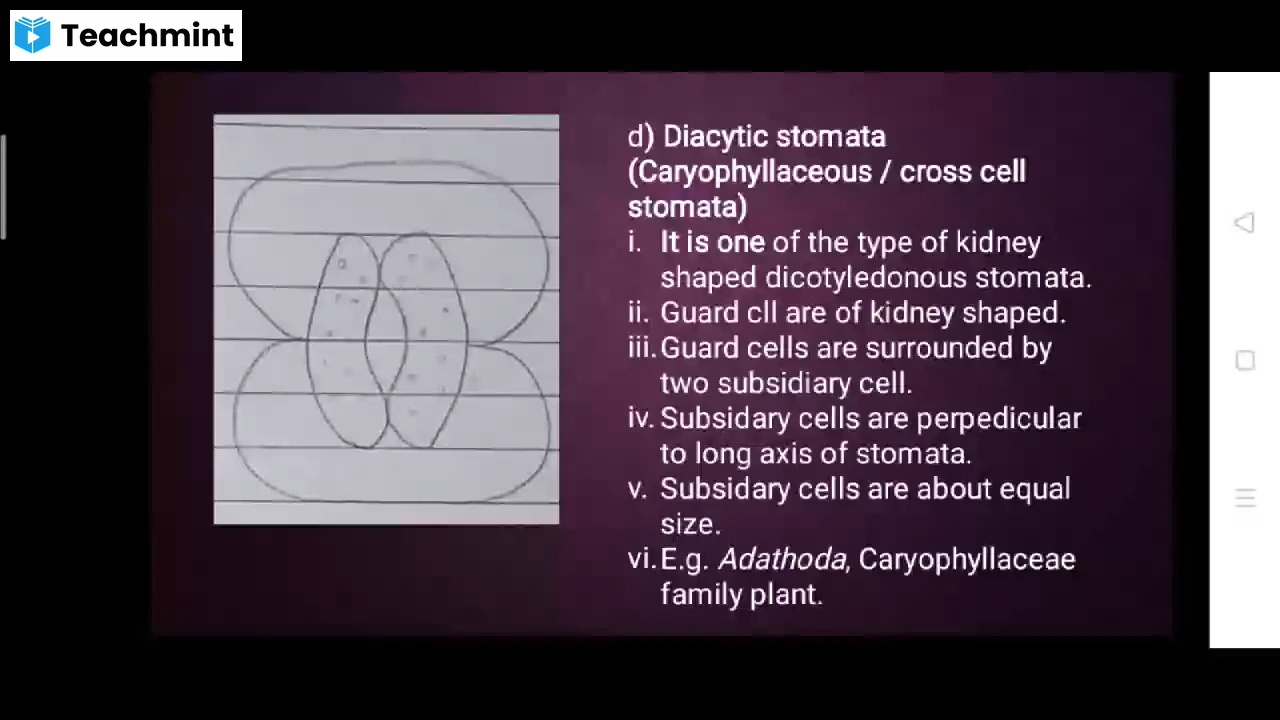 Teachmint
d) Diacytic stomata
(Caryophyllaceous / cross cell
stomata)
i. It is one of the type of kidney
shaped dicotyledonous stomata.
ii. Guard cll are of kidney shaped.
iii. Guard cells are surrounded by
two subsidiary cell.
iv. Subsidary cells are perpedicular
to long axis of stomata.
v. Subsidary cells are about equal
size.
vi. E.g. Adathoda, Caryophyllaceae
family plant.